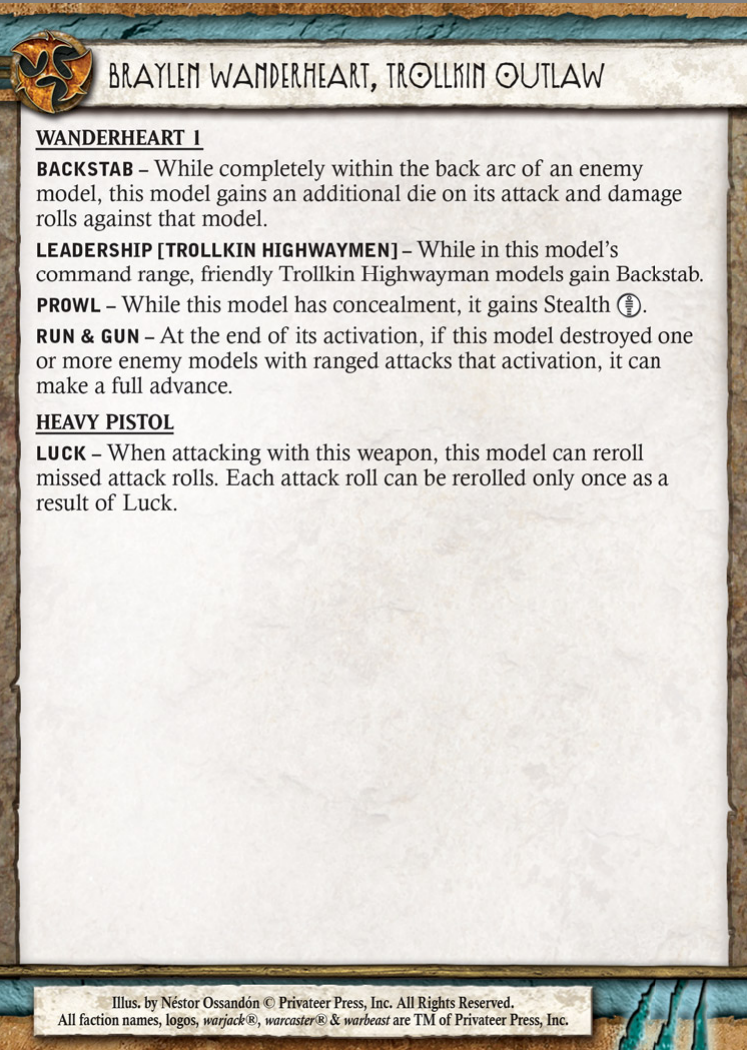 BRAYLEN WANDERHEART, TROLLKIN OUTLAW
WANDERHEART 1
BACKSTAB – While completely within the back arc of an enemy
model, this model gains an additional die on its attack and damage
rolls against that model.
LEADERSHIP [TROLLKIN HIGHWAYMEN] – While in this model's
command range, friendly Trollkin Highwayman models gain Backstab.
PROWL – While this model has concealment, it gains Stealth .
RUN & GUN – At the end of its activation, if this model destroyed one
or more enemy models with ranged attacks that activation, it can
make a full advance.
HEAVY PISTOL
LUCK – When attacking with this weapon, this model can reroll
missed attack rolls. Each attack roll can be rerolled only once as a
result of Luck.
Illus. by Néstor Ossandón © Privateer Press, Inc. All Rights Reserved.
All faction names, logos, warjack®, warcaster® & warbeast are TM of Privateer Press, Inc.